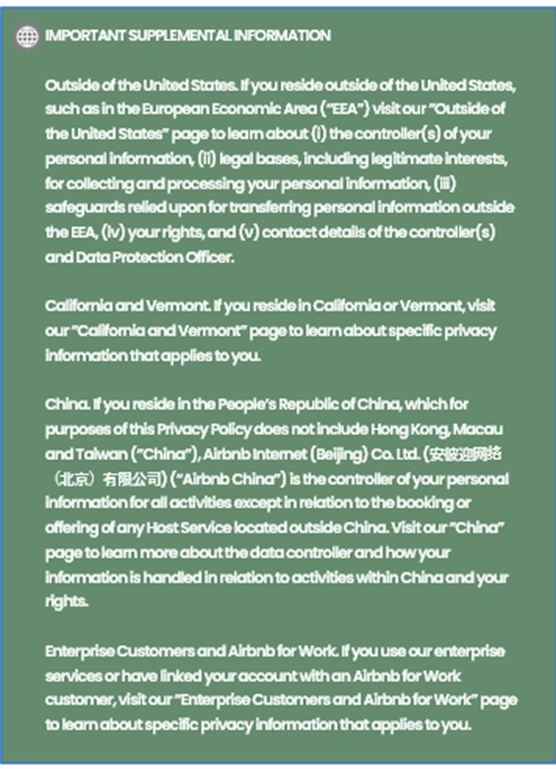 IMPORTANT SUPPLEMENTAL INFORMATION
Outside of the United States. If you reside outside of the United States,
such as in the European Economic Area (“EEA”) visit our “Outside of
the United States” page to learn about (i) the controller(s) of your
personal information, (ii) legal bases, including legitimate interests,
for collecting and processing your personal information, (iii)
safeguards relied upon for transferring personal information outside
the EEA, (iv) your rights, and (v) contact details of the controller(s)
and Data Protection Officer.
California and Vermont. If you reside in California or Vermont, visit
our “California and Vermont” page to learn about specific privacy
information that applies to you.
China. If you reside in the People’s Republic of China, which for
purposes of this Privacy Policy does not include Hong Kong, Macau
and Taiwan (“China”), Airbnb Internet (Beijing) Co. Ltd. (安彼迎网络
（北京）有限公司) (“Airbnb China”) is the controller of your personal
information for all activities except in relation to the booking or
offering of any Host Service located outside China. Visit our “China”
page to learn more about the data controller and how your
information is handled in relation to activities within China and your
rights.
Enterprise Customers and Airbnb for Work. If you use our enterprise
services or have linked your account with an Airbnb for Work
customer, visit our “Enterprise Customers and Airbnb for Work” page
to learn about specific privacy information that applies to you.